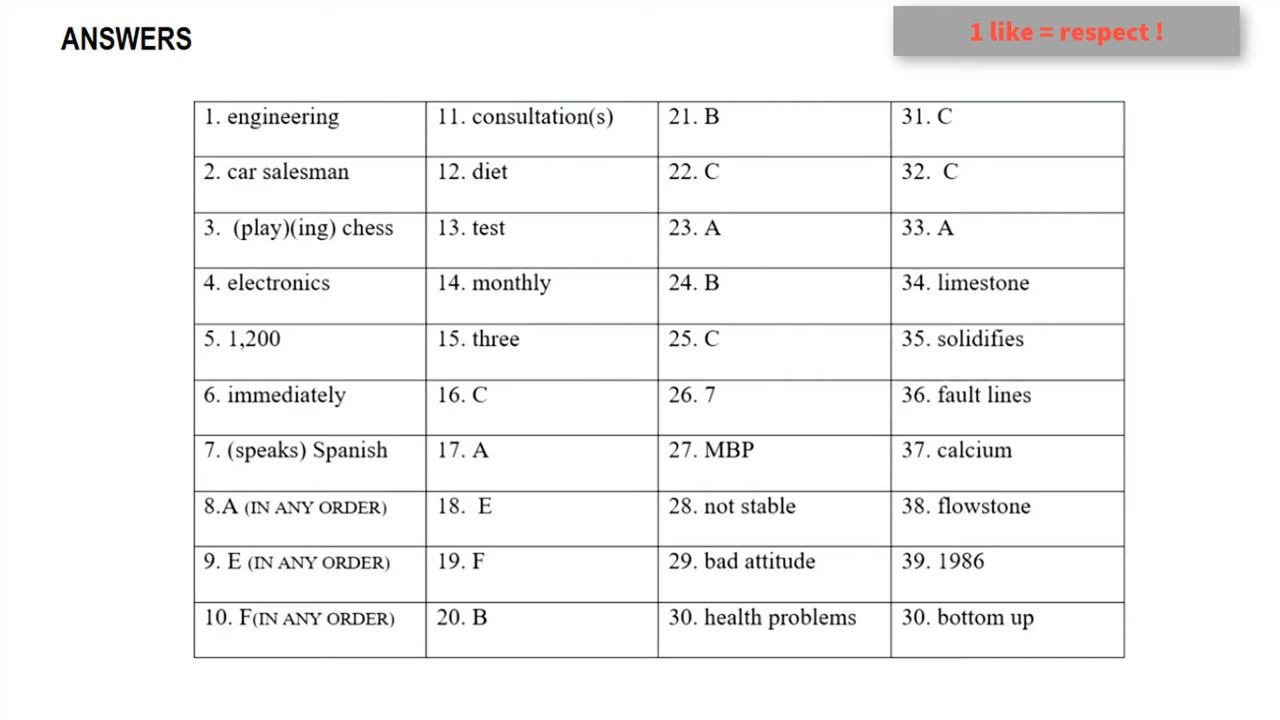 ANSWERS
1 like = respect !
1. engineering
11. consultation(s)
21. B
31. C
2. car salesman
12. diet
22. C
32. C
3. (play)(ing) chess
13. test
23. A
33. A
4. electronics
14. monthly
24. B
34. limestone
5. 1,200
15. three
25. C
35. solidifies
6. immediately
16. C
26. 7
36. fault lines
7. (speaks) Spanish
17. A
27. MBP
37. calcium
8.A (IN ANY ORDER)
18. E
28. not stable
38. flowstone
9. E (IN ANY ORDER)
19. F
29. bad attitude
39. 1986
10. F(IN ANY ORDER)
20. B
30. health problems
30. bottom up